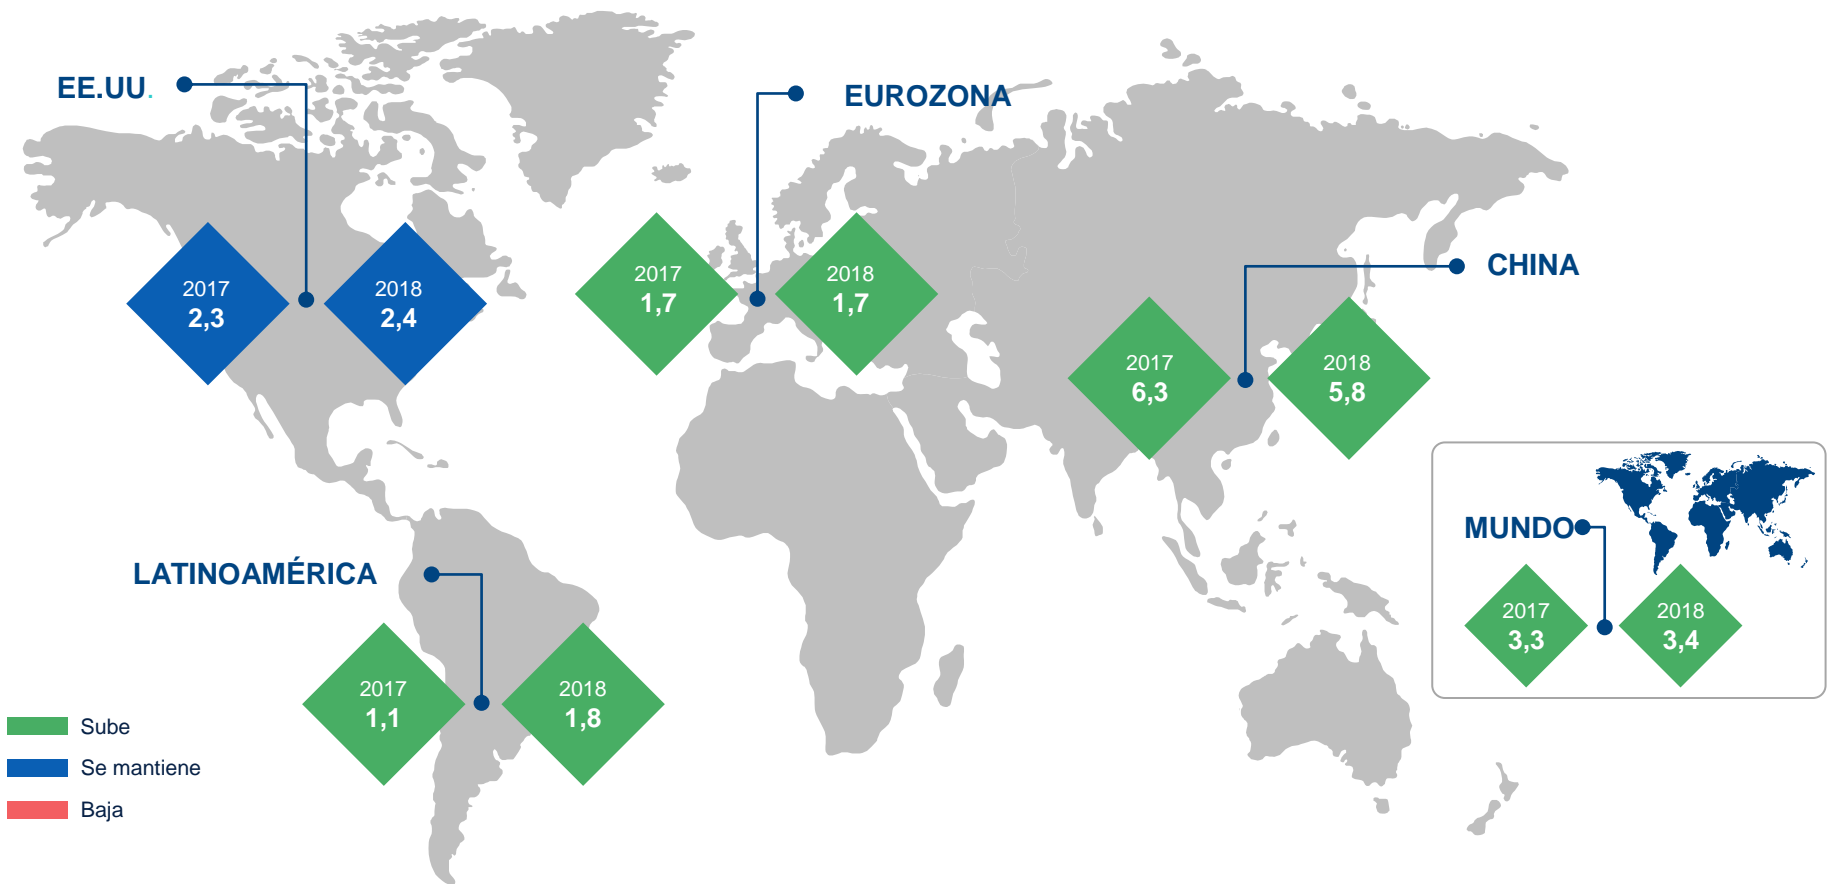 EE.UU.
2017
2,3
2018
2,4
EUROZONA
2017
1,7
2018
1,7
CHINA
2017
6,3
2018
5,8
LATINOAMÉRICA
2017
1,1
2018
1,8
MUNDO
2017
3,3
2018
3,4
Sube
Se mantiene
Baja